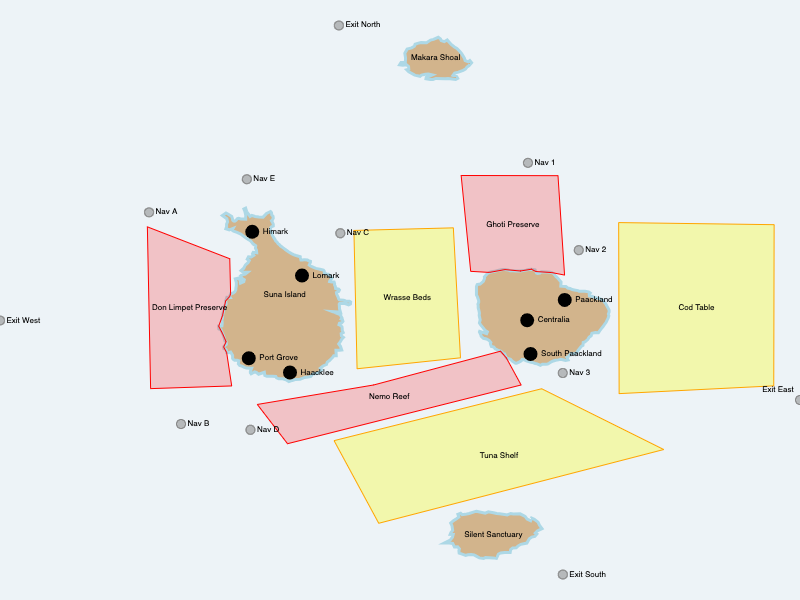 Exit North
Makara Shoal
Nav 1
Nav E
Nav A
Ghoti Preserve
Himark
Nav C
Nav 2
Lomark
Suna Island
Wrasse Beds
Paackland
Don Limpet Preserve
Cod Table
Exit West
Centralia
Port Grove
South Paackland
Haacklee
Nav 3
Exit East
Nemo Reef
Nav B
Nav D
Tuna Shelf
Silent Sanctuary
Exit South